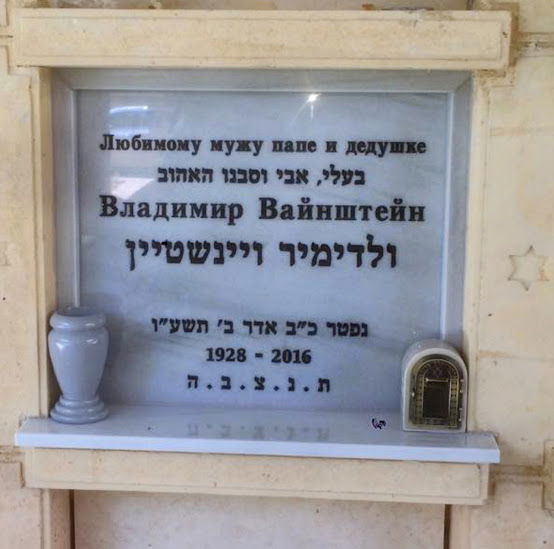 Любимому мужу папе и дедушке
בעלי, אבי וסבנו האהוב
Владимир Вайнштейн
ולדימיר ויינשטיין
נפטר כ"ב אדר ב' תשע"ו
1928 - 2016
ת . נ . צ . ב . ה